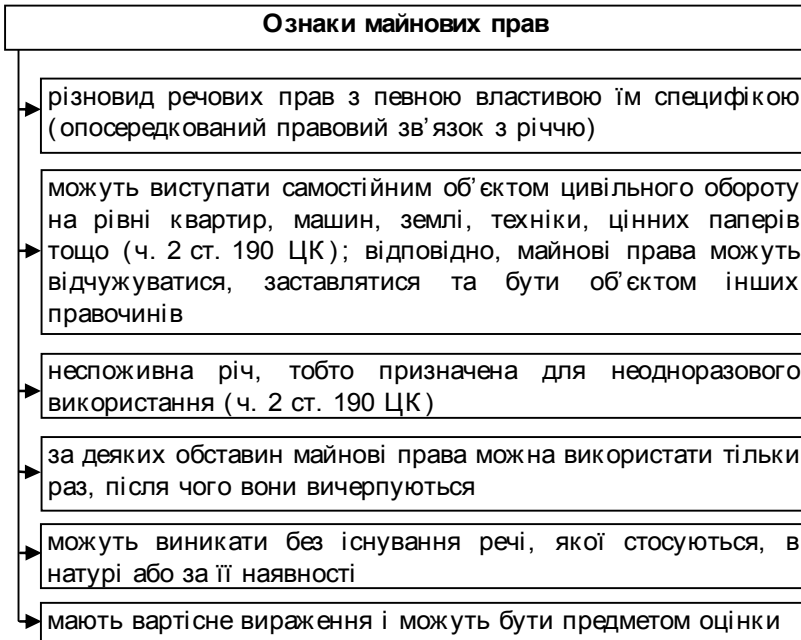 Ознаки майнових прав
різновид речових прав з певною властивою їм специфікою
(опосередкований правовий зв’язок з річчю)
можуть виступати самостійним об’єктом цивільного обороту
на рівні квартир, машин, землі, техніки, цінних паперів
тощо (ч. 2 ст. 190 ЦК); відповідно, майнові права можуть
відчужуватися, заставлятися та бути об’єктом інших
правочинів
неспоживна річ, тобто призначена для неодноразового
використання (ч. 2 ст. 190 ЦК)
за деяких обставин майнові права можна використати тільки
раз, після чого вони вичерпуються
можуть виникати без існування речі, якої стосуються, в
натурі або за її наявності
мають вартісне вираження і можуть бути предметом оцінки